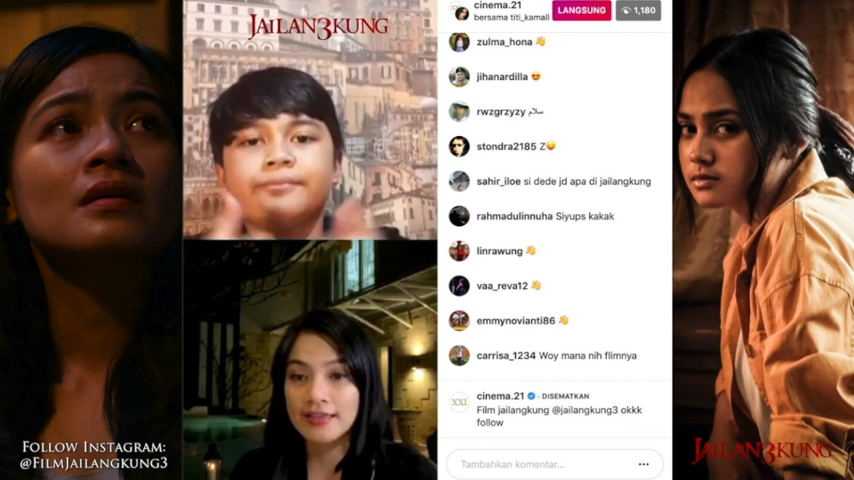 JAILAN3KUNG
cinema.21
bersama titi_kamall
LANGSUNG
1,180
zulma_hona 👋
jihanardilla 😍
rwzgrzyzy سلام
stondra2185 Z😜
sahir_iloe si dede jd apa di jailangkung
rahmadulinnuha Siyups kakak
linrawung 👋
vaa_reva12 👋
emmynovianti86 👋
carrisa_1234 Woy mana nih flimnya
XXI
cinema.21 · DISEMATKAN
Film jailangkung @jailangkung3 okkk
follow
Tambahkan komentar...
FOLLOW INSTAGRAM:
@FILMJAILANGKUNG3
JAILAN3KUNG